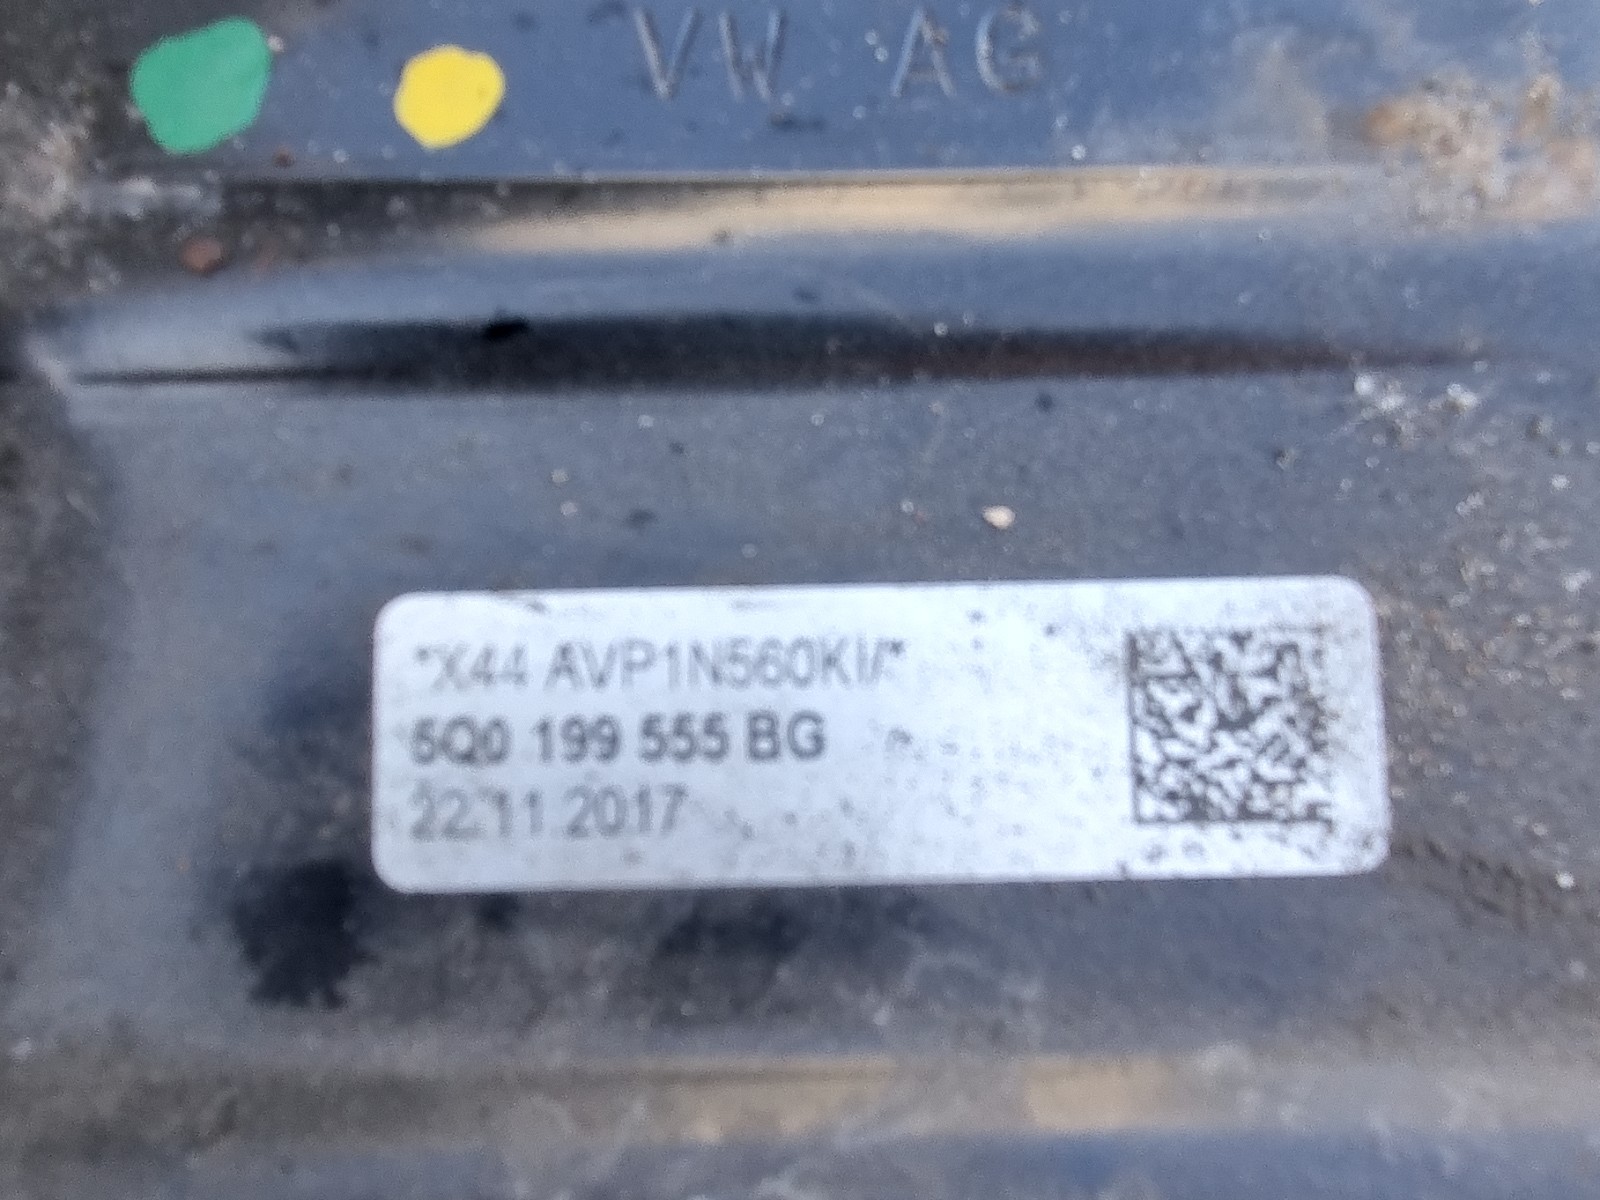 VW AG
*X44 AVP1N560KI/*
5Q0 199 555 BG
22.11.2017